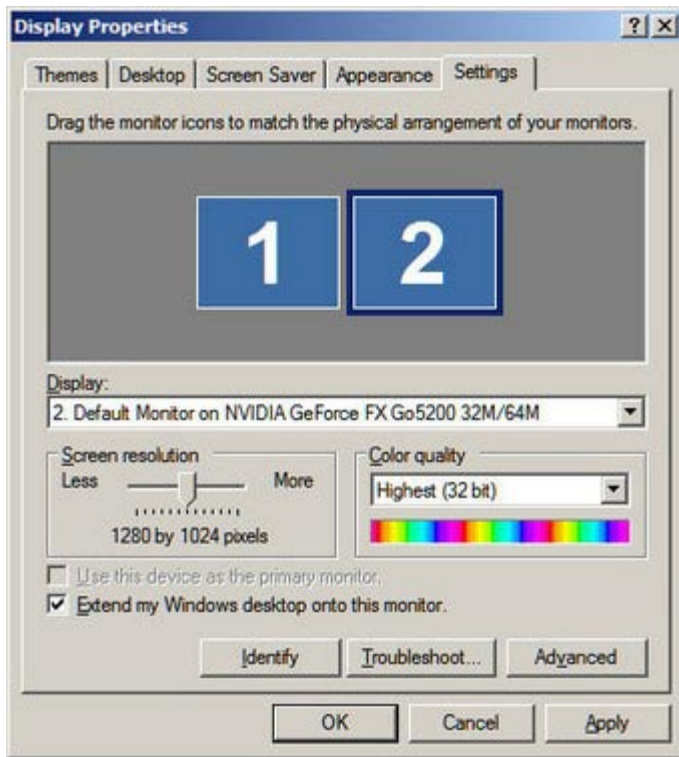 Display Properties
Themes Desktop Screen Saver Appearance Settings
Drag the monitor icons to match the physical arrangement of your monitors.
1 2
Display:
2. Default Monitor on NVIDIA GeForce FX Go5200 32M/64M
Screen resolution Color quality
Less More Highest (32 bit)
1280 by 1024 pixels
Use this device as the primary monitor.
Extend my Windows desktop onto this monitor.
Identify Troubleshoot... Advanced
OK Cancel Apply